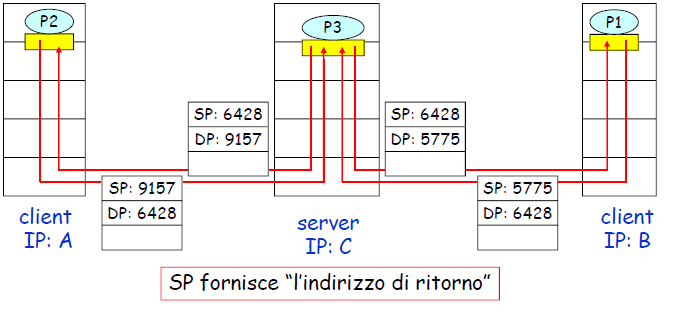 P2
P3
P1
SP: 6428
DP: 9157
SP: 6428
DP: 5775
SP: 9157
DP: 6428
SP: 5775
DP: 6428
client
IP: A
server
IP: C
client
IP: B
SP fornisce “l’indirizzo di ritorno”